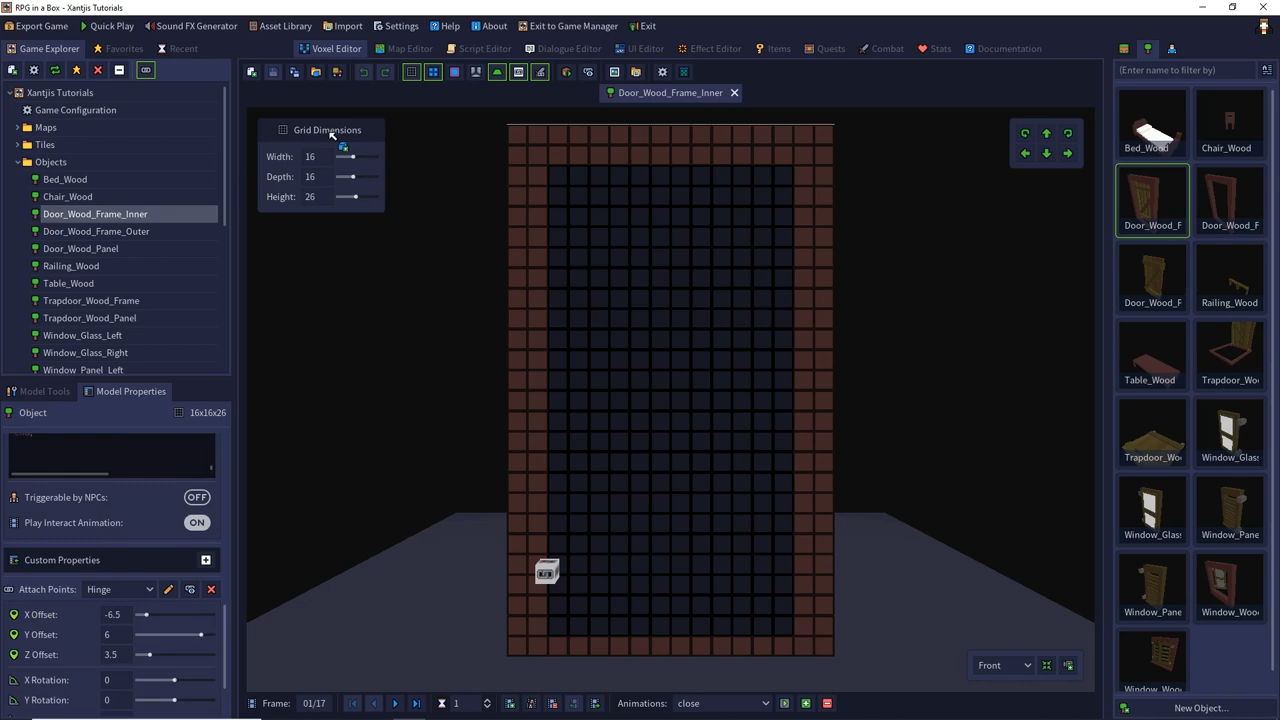 RPG in a Box - Xantjis Tutorials
Export Game Quick Play Sound FX Generator Asset Library Import Settings Help About Exit to Game Manager Exit
Game Explorer Favorites Recent Voxel Editor Map Editor Script Editor Dialogue Editor UI Editor Effect Editor Items Quests Combat Stats Documentation
(Enter name to filter by)
Door_Wood_Frame_Inner
Xantjis Tutorials
Game Configuration
Maps
Tiles
Objects
Bed_Wood
Chair_Wood
Door_Wood_Frame_Inner
Door_Wood_Frame_Outer
Door_Wood_Panel
Railing_Wood
Table_Wood
Trapdoor_Wood_Frame
Trapdoor_Wood_Panel
Window_Glass_Left
Window_Glass_Right
Window_Panel_Left
Model Tools Model Properties
Object 16x16x26
end;
Triggerable by NPCs: OFF
Play Interact Animation: ON
Custom Properties
Attach Points: Hinge
X Offset: -6.5
Y Offset: 6
Z Offset: 3.5
X Rotation: 0
Y Rotation: 0
Grid Dimensions
Width: 16
Depth: 16
Height: 26
Front
Frame: 01/17 1 Animations: close
Bed_Wood Chair_Wood
Door_Wood_F Door_Wood_F
Door_Wood_F Railing_Wood
Table_Wood Trapdoor_Wo
Trapdoor_Wo Window_Glass
Window_Glass Window_Pane
Window_Pane Window_Wood
Window_Woo
New Object...